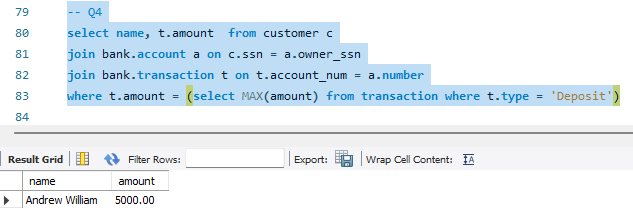 79 -- Q4
80 select name, t.amount  from customer c
81 join bank.account a on c.ssn = a.owner_ssn
82 join bank.transaction t on t.account_num = a.number
83 where t.amount = (select MAX(amount) from transaction where t.type = 'Deposit')
84
Result Grid Filter Rows: Export: Wrap Cell Content: IA
name amount
Andrew William 5000.00